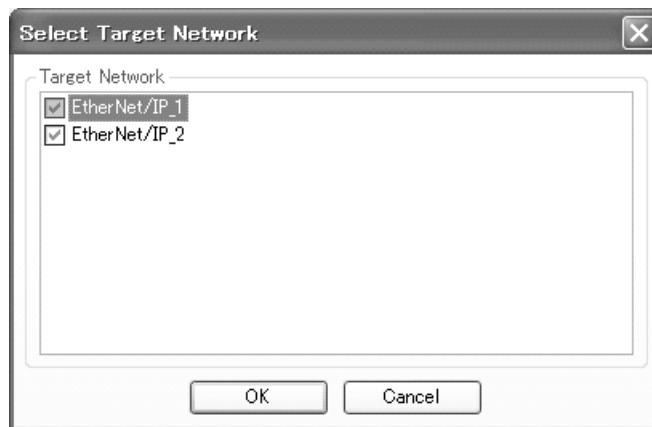 Select Target Network
Target Network
EtherNet/IP_1
EtherNet/IP_2
OK
Cancel